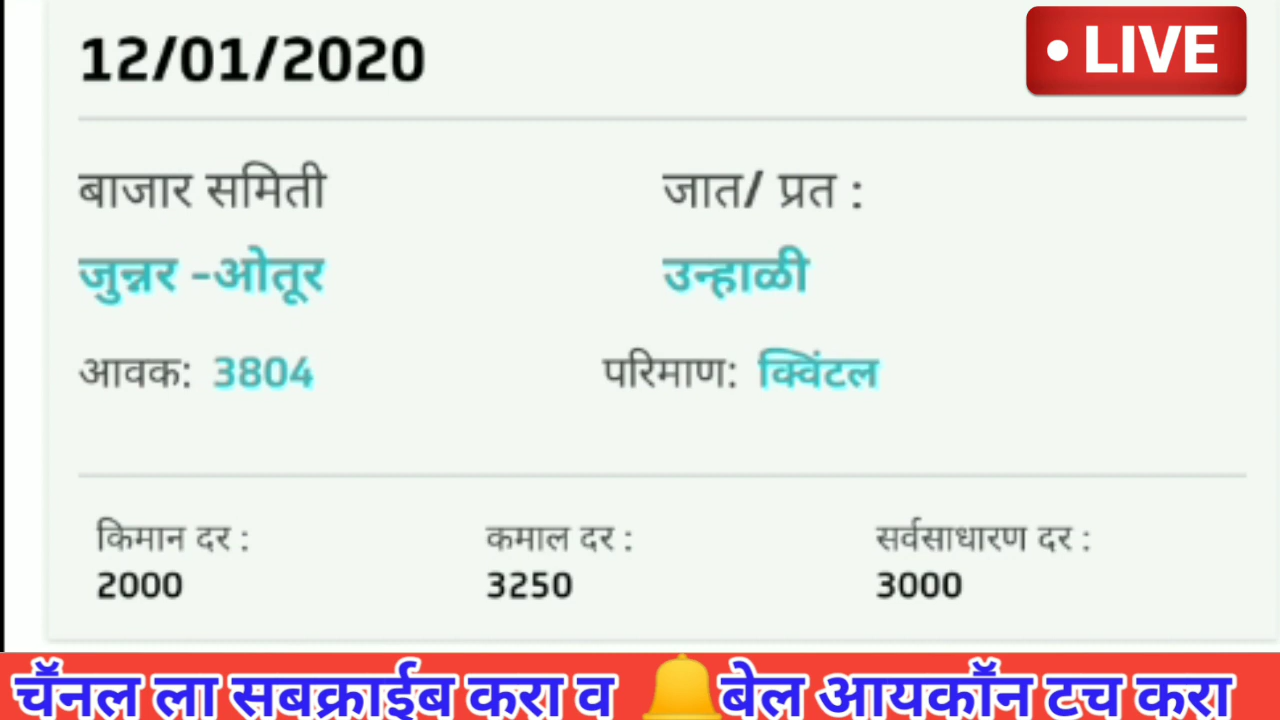 12/01/2020
• LIVE
बाजार समिती
जात/ प्रत :
जुन्नर -ओतूर
उन्हाळी
आवक: 3804
परिमाण: क्विंटल
किमान दर :
कमाल दर :
सर्वसाधारण दर :
2000
3250
3000
चॅनल ला सबक्राईब करा व 🔔बेल आयकॉन टच करा